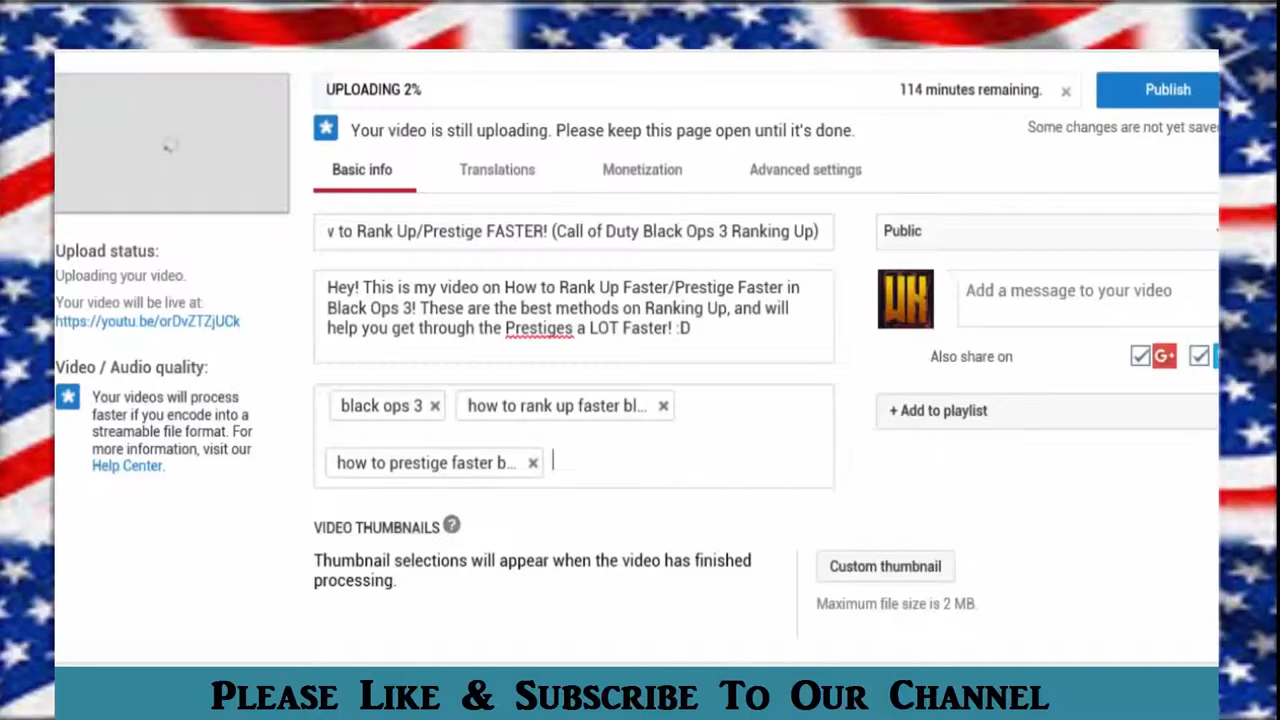 UPLOADING 2%
114 minutes remaining.
Publish
Your video is still uploading. Please keep this page open until it's done.
Some changes are not yet save
Basic info
Translations
Monetization
Advanced settings
Upload status:
Uploading your video.
Your video will be live at:
https://youtu.be/orDvZTZjUCk
Video / Audio quality:
Your videos will process
faster if you encode into a
streamable file format. For
more information, visit our
Help Center.
to Rank Up/Prestige FASTER! (Call of Duty Black Ops 3 Ranking Up)
Hey! This is my video on How to Rank Up Faster/Prestige Faster in
Black Ops 3! These are the best methods on Ranking Up, and will
help you get through the Prestiges a LOT Faster! :D
black ops 3
how to rank up faster bl...
how to prestige faster b...
VIDEO THUMBNAILS ?
Thumbnail selections will appear when the video has finished
processing.
Custom thumbnail
Maximum file size is 2 MB.
Public
Add a message to your video
Also share on
G+
+ Add to playlist
PLEASE LIKE & SUBSCRIBE TO OUR CHANNEL